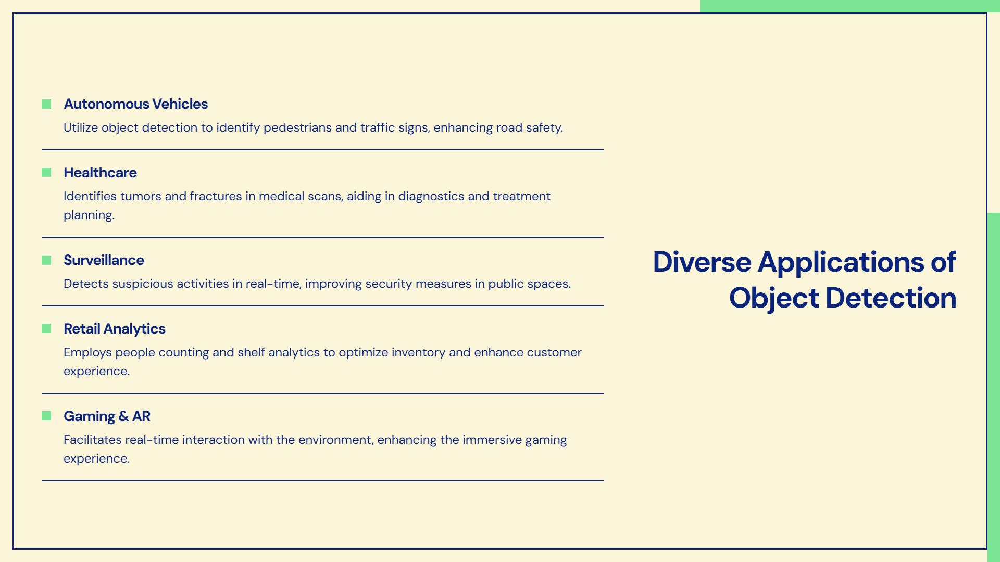 Autonomous Vehicles
Utilize object detection to identify pedestrians and traffic signs, enhancing road safety.
Healthcare
Identifies tumors and fractures in medical scans, aiding in diagnostics and treatment
planning.
Surveillance
Detects suspicious activities in real-time, improving security measures in public spaces.
Retail Analytics
Employs people counting and shelf analytics to optimize inventory and enhance customer
experience.
Gaming & AR
Facilitates real-time interaction with the environment, enhancing the immersive gaming
experience.
Diverse Applications of
Object Detection